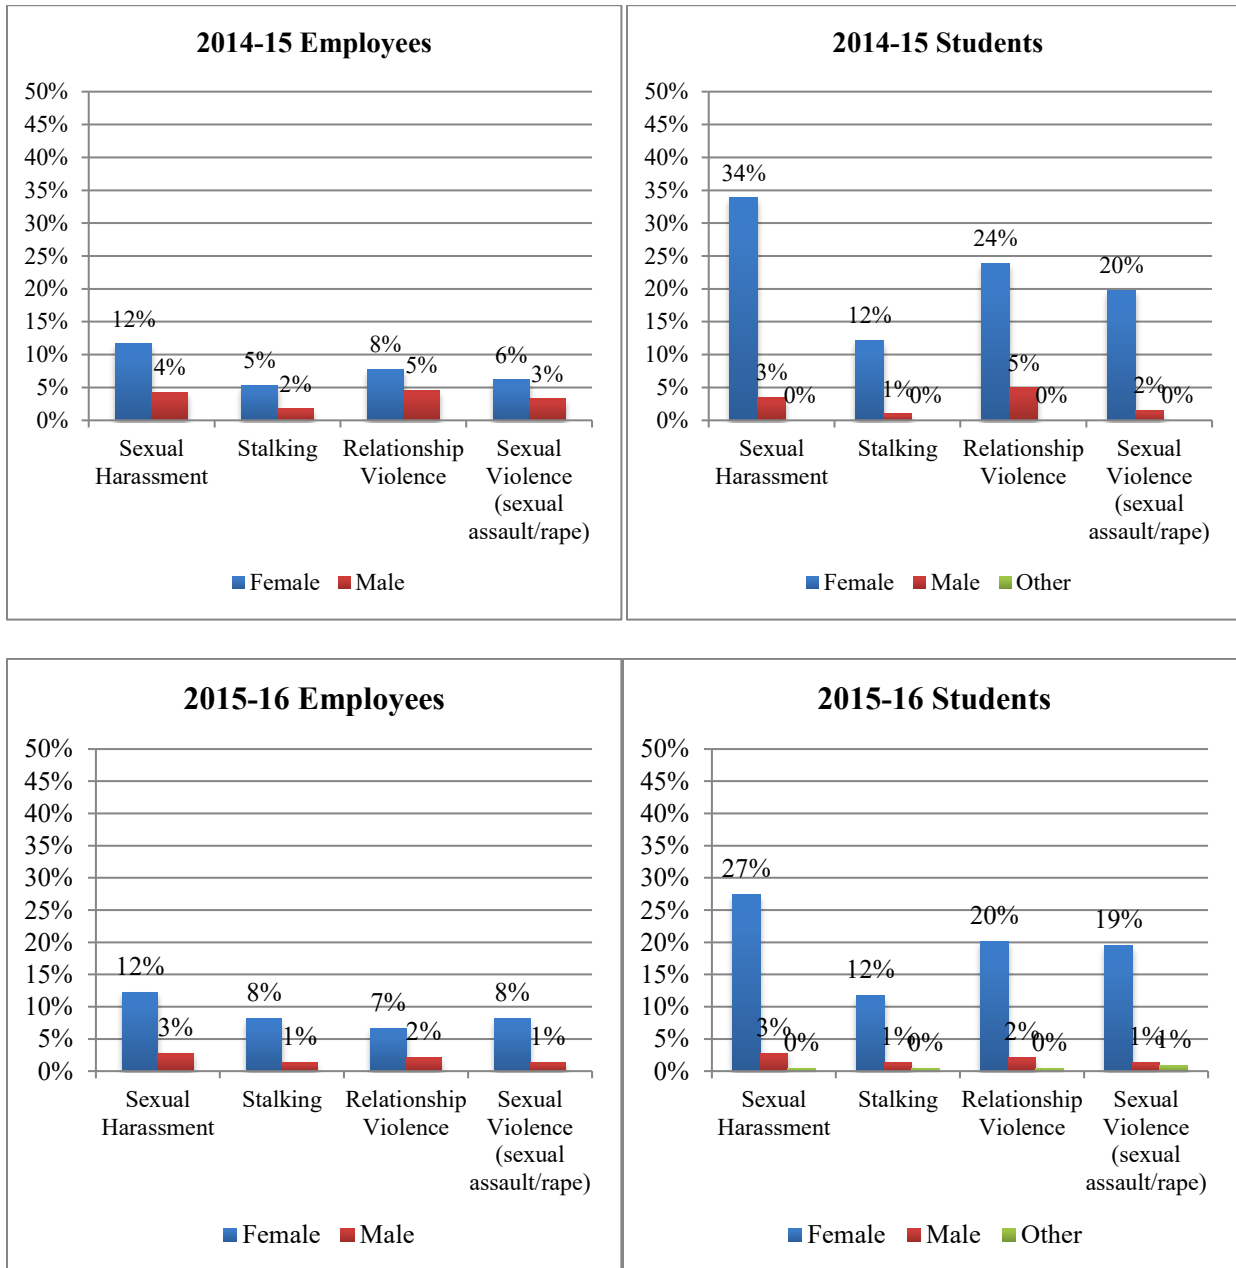 2014-15 Employees
50%
45%
40%
35%
30%
25%
20%
15%
10%
5%
0%
12%
4%
5%
2%
8%
5%
6%
3%
Sexual
Harassment
Stalking
Relationship
Violence
Sexual
Violence
(sexual
assault/rape)
Female Male
2014-15 Students
50%
45%
40%
35%
30%
25%
20%
15%
10%
5%
0%
34%
3%
0%
12%
1%
0%
24%
5%
0%
20%
2%
0%
Sexual
Harassment
Stalking
Relationship
Violence
Sexual
Violence
(sexual
assault/rape)
Female Male Other
2015-16 Employees
50%
45%
40%
35%
30%
25%
20%
15%
10%
5%
0%
12%
3%
8%
1%
7%
2%
8%
1%
Sexual
Harassment
Stalking
Relationship
Violence
Sexual
Violence
(sexual
assault/rape)
Female Male
2015-16 Students
50%
45%
40%
35%
30%
25%
20%
15%
10%
5%
0%
27%
3%
0%
12%
1%
0%
20%
2%
0%
19%
1%
1%
Sexual
Harassment
Stalking
Relationship
Violence
Sexual
Violence
(sexual
assault/rape)
Female Male Other